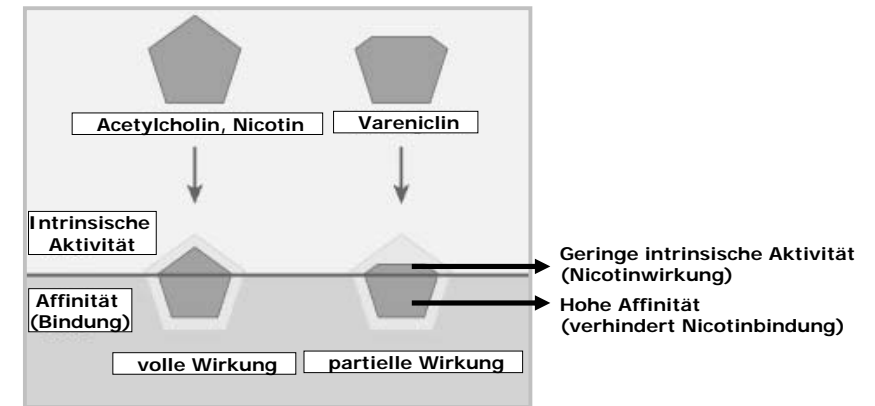 Acetylcholin, Nicotin
Vareniclin
Intrinsische
Aktivität
Geringe intrinsische Aktivität
(Nicotinwirkung)
Affinität
(Bindung)
Hohe Affinität
(verhindert Nicotinbindung)
volle Wirkung
partielle Wirkung